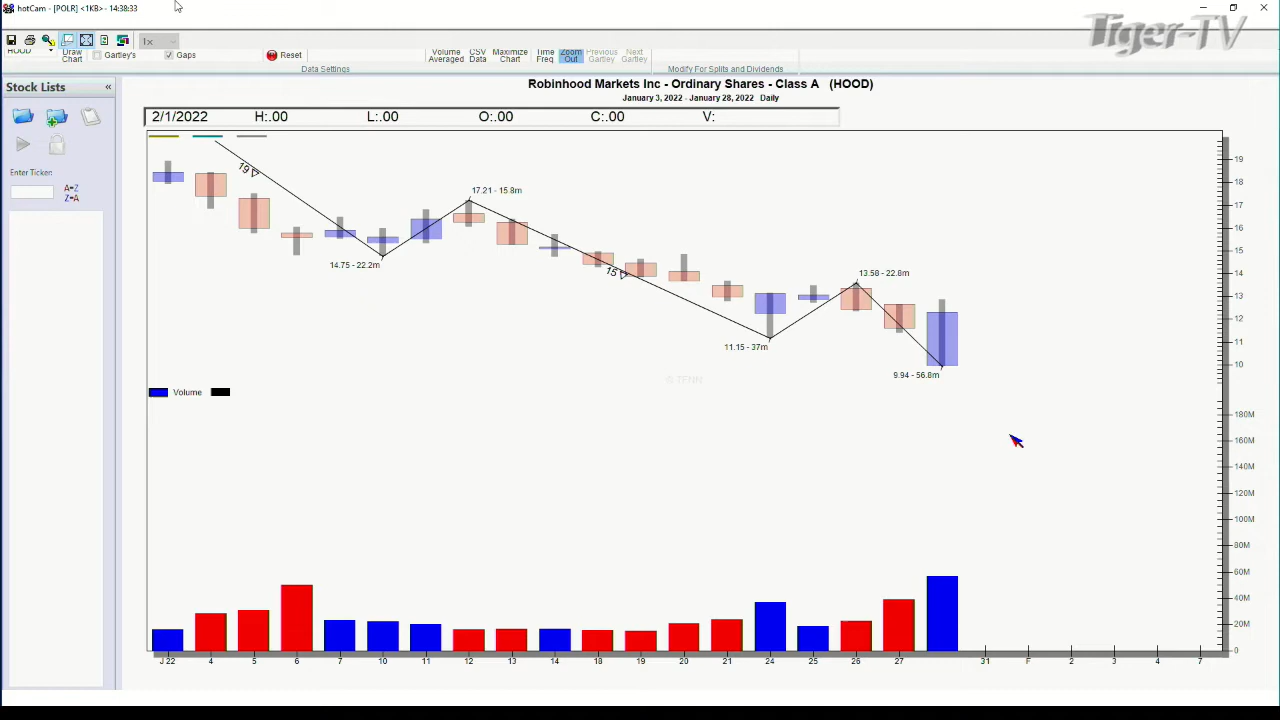 hotCam - [POLR] <1KB> - 14:38:33
Tiger-TV
1x
HOOD
Draw
Chart
Gartley's
Gaps
Reset
Volume
Averaged
CSV
Data
Maximize
Chart
Time
Freq
Zoom
Out
Previous
Gartley
Next
Gartley
Data Settings
Modify For Splits and Dividends
Stock Lists «
Robinhood Markets Inc - Ordinary Shares - Class A (HOOD)
January 3, 2022 - January 28, 2022 Daily
2/1/2022 H:.00 L:.00 O:.00 C:.00 V:
Enter Ticker:
A=Z
Z=A
19
17.21 - 15.8m
14.75 - 22.2m
15
13.58 - 22.8m
11.15 - 37m
9.94 - 56.8m
© TFNN
Volume
19
18
17
16
15
14
13
12
11
10
180M
160M
140M
120M
100M
80M
60M
40M
20M
0
J 22 4 5 6 7 10 11 12 13 14 18 19 20 21 24 25 26 27 31 F 2 3 4 7